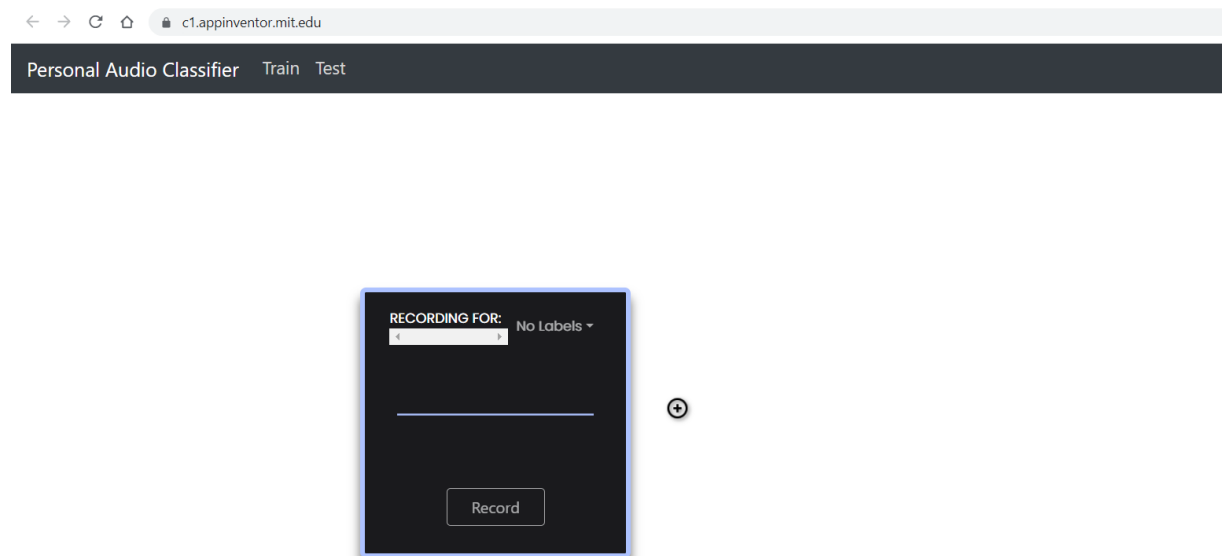 c1.appinventor.mit.edu
Personal Audio Classifier Train Test
RECORDING FOR:
No Labels
Record